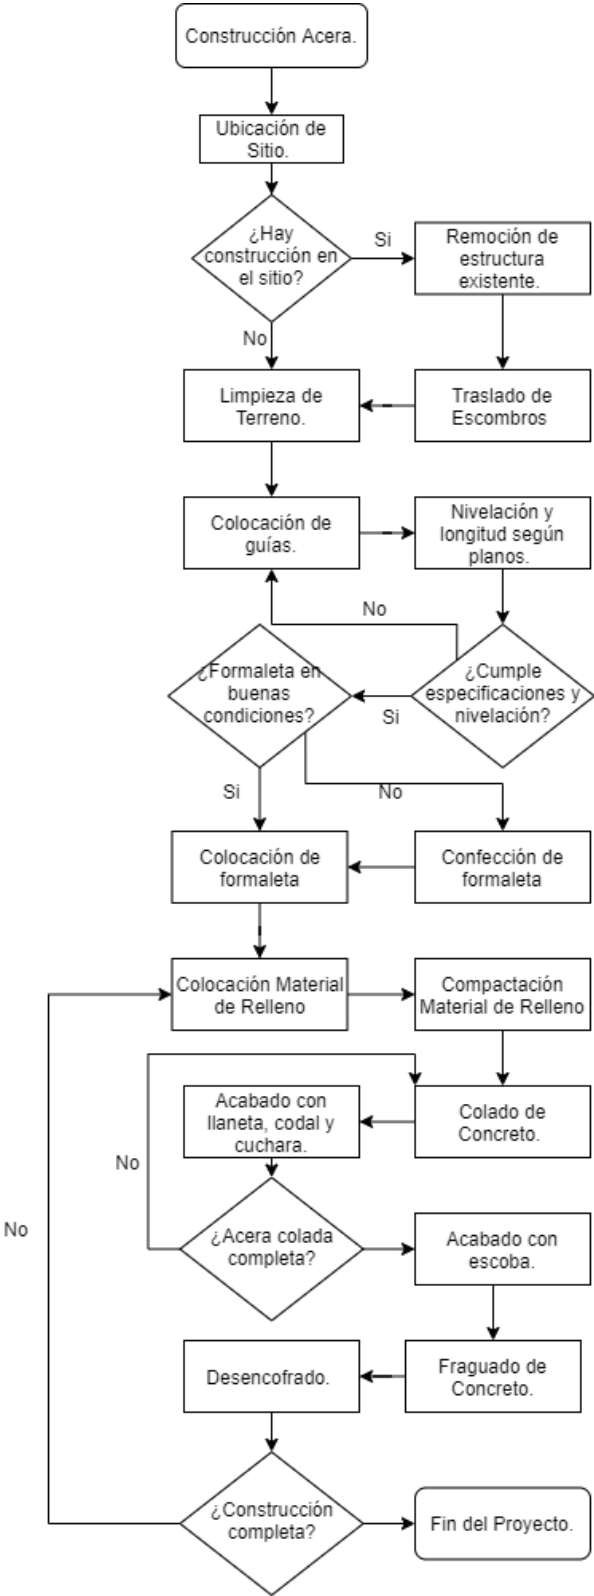 Construcción Acera.
Ubicación de
Sitio.
¿Hay
construcción en
el sitio?
Si
Remoción de
estructura
existente.
No
Limpieza de
Terreno.
Traslado de
Escombros
Colocación de
guías.
Nivelación y
longitud según
planos.
No
¿Formaleta en
buenas
condiciones?
¿Cumple
especificaciones y
nivelación?
Si
Si
No
Colocación de
formaleta
Confección de
formaleta
Colocación Material
de Relleno
Compactación
Material de Relleno
Acabado con
llaneta, codal y
cuchara.
Colado de
Concreto.
No
No
¿Acera colada
completa?
Acabado con
escoba.
Desencofrado.
Fraguado de
Concreto.
¿Construcción
completa?
Fin del Proyecto.